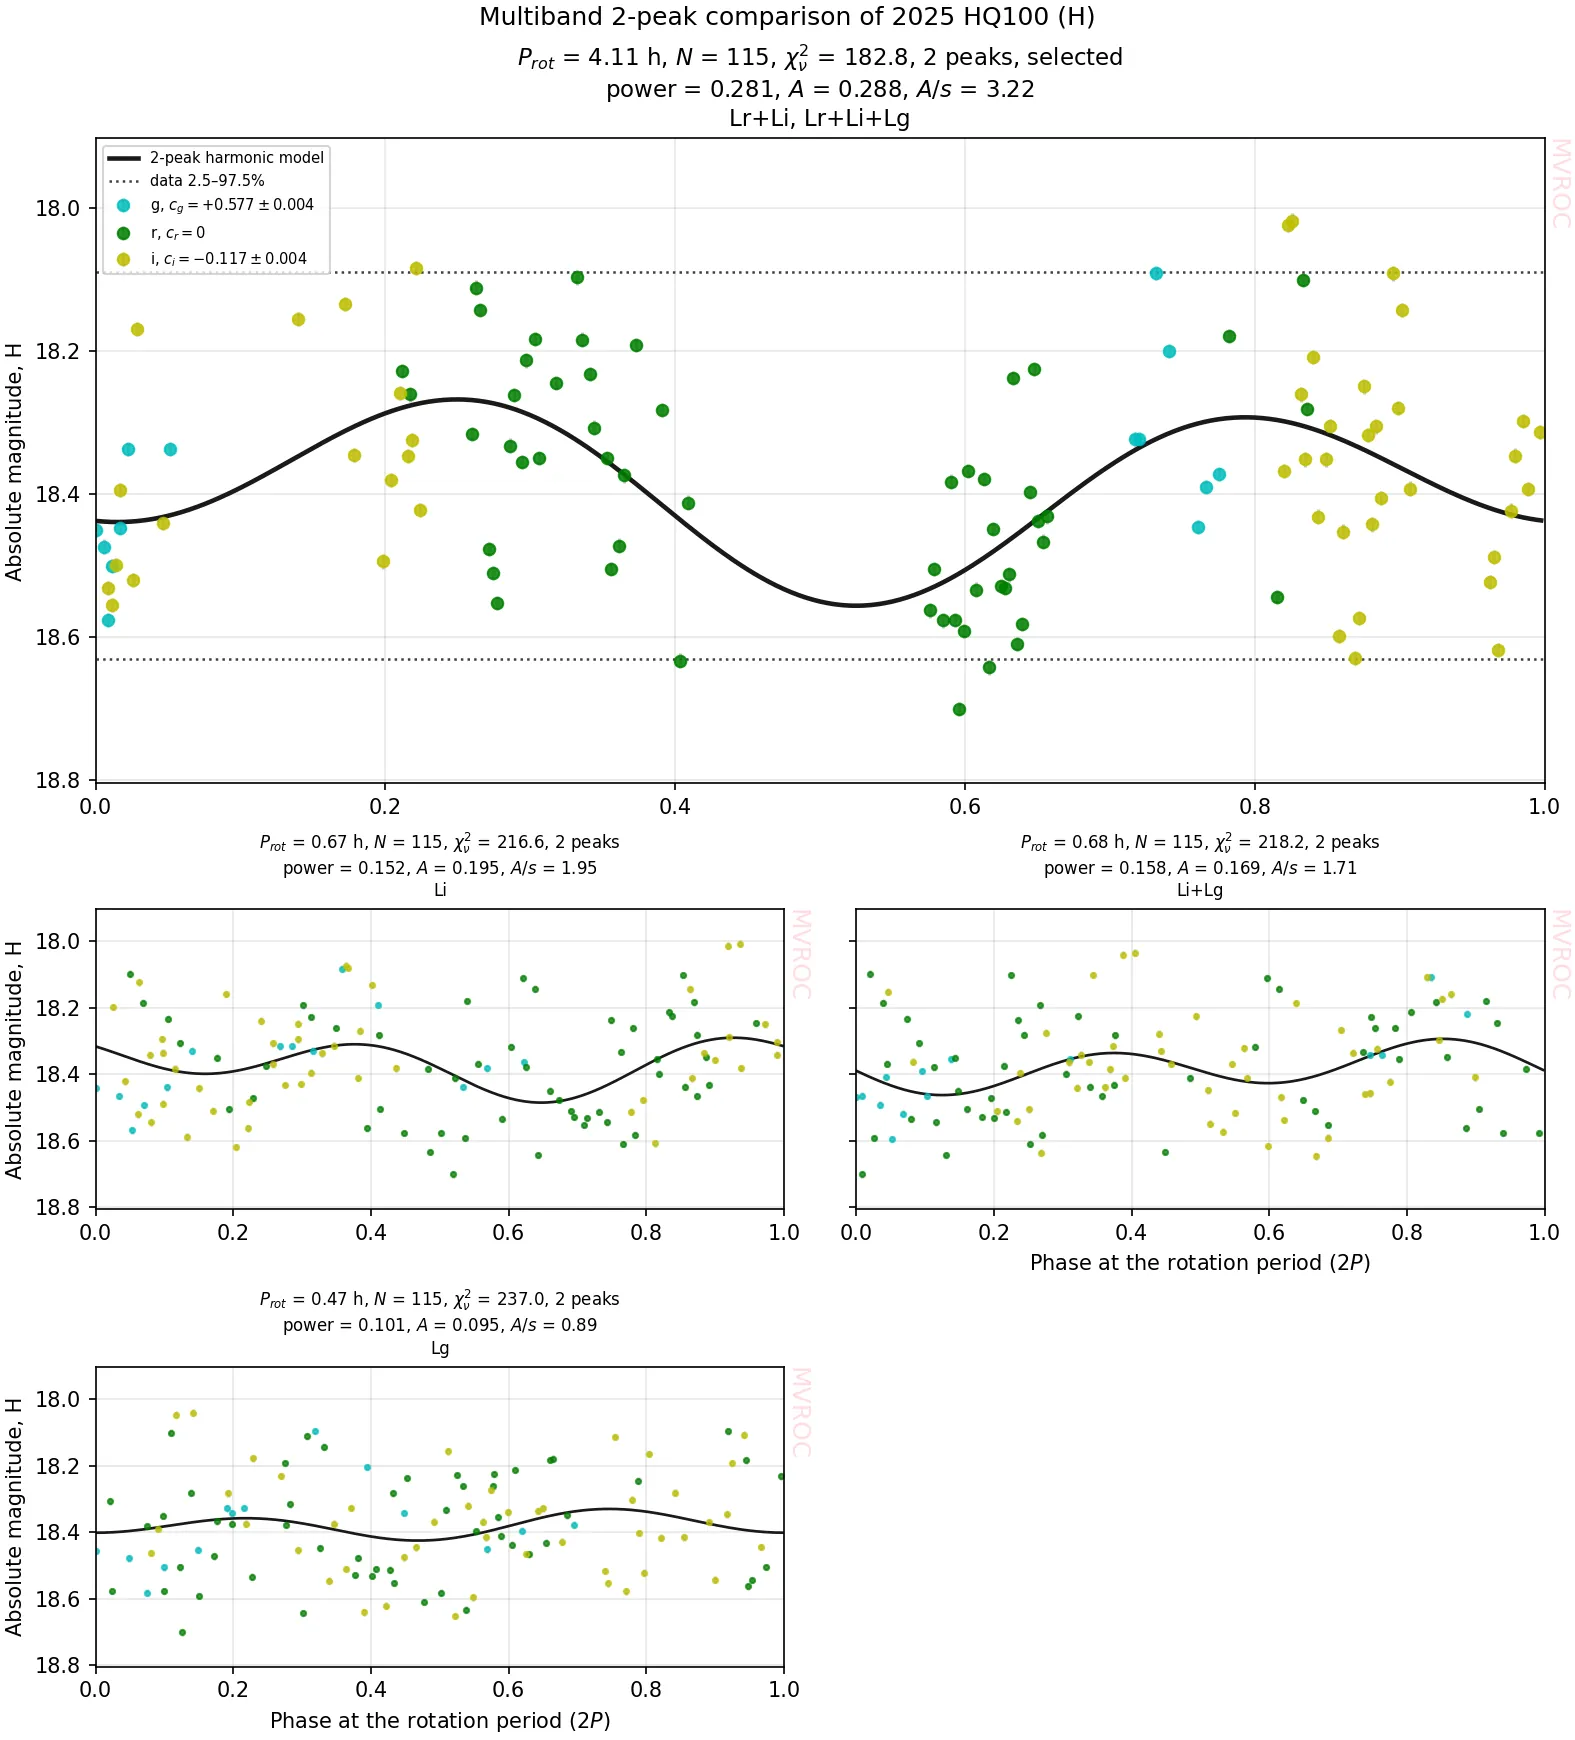 Multiband 2-peak comparison of 2025 HQ100 (H)
P_rot = 4.11 h, N = 115, χ²_ν = 182.8, 2 peaks, selected
power = 0.281, A = 0.288, A/s = 3.22
Lr+Li, Lr+Li+Lg
2-peak harmonic model
data 2.5–97.5%
g, c_g = +0.577 ± 0.004
r, c_r = 0
i, c_i = −0.117 ± 0.004
MVROC
Absolute magnitude, H
18.0
18.2
18.4
18.6
18.8
0.0 0.2 0.4 0.6 0.8 1.0
P_rot = 0.67 h, N = 115, χ²_ν = 216.6, 2 peaks
power = 0.152, A = 0.195, A/s = 1.95
Li
MVROC
Absolute magnitude, H
18.0
18.2
18.4
18.6
18.8
0.0 0.2 0.4 0.6 0.8 1.0
P_rot = 0.68 h, N = 115, χ²_ν = 218.2, 2 peaks
power = 0.158, A = 0.169, A/s = 1.71
Li+Lg
MVROC
0.0 0.2 0.4 0.6 0.8 1.0
Phase at the rotation period (2P)
P_rot = 0.47 h, N = 115, χ²_ν = 237.0, 2 peaks
power = 0.101, A = 0.095, A/s = 0.89
Lg
MVROC
Absolute magnitude, H
18.0
18.2
18.4
18.6
18.8
0.0 0.2 0.4 0.6 0.8 1.0
Phase at the rotation period (2P)